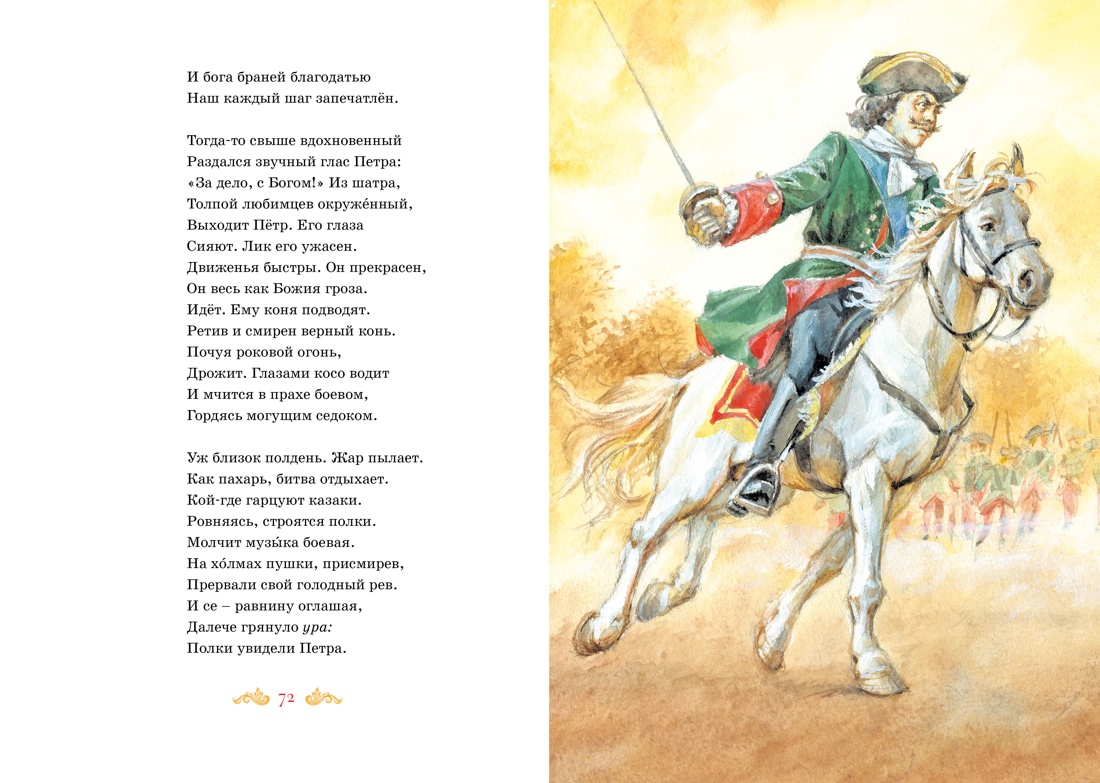 И бога браней благодатью
Наш каждый шаг запечатлён.
Тогда-то свыше вдохновенный
Раздался звучный глас Петра:
«За дело, с Богом!» Из шатра,
Толпой любимцев окруже́нный,
Выходит Пётр. Его глаза
Сияют. Лик его ужасен.
Движенья быстры. Он прекрасен,
Он весь как Божия гроза.
Идёт. Ему коня подводят.
Ретив и смирен верный конь.
Почуя роковой огонь,
Дрожит. Глазами косо водит
И мчится в прахе боевом,
Гордясь могущим седоком.
Уж близок полдень. Жар пылает.
Как пахарь, битва отдыхает.
Кой-где гарцуют казаки.
Ровняясь, строятся полки.
Молчит музы́ка боевая.
На хо́лмах пушки, присмирев,
Прервали свой голодный рев.
И се – равнину оглашая,
Далече грянуло ура:
Полки увидели Петра.
72